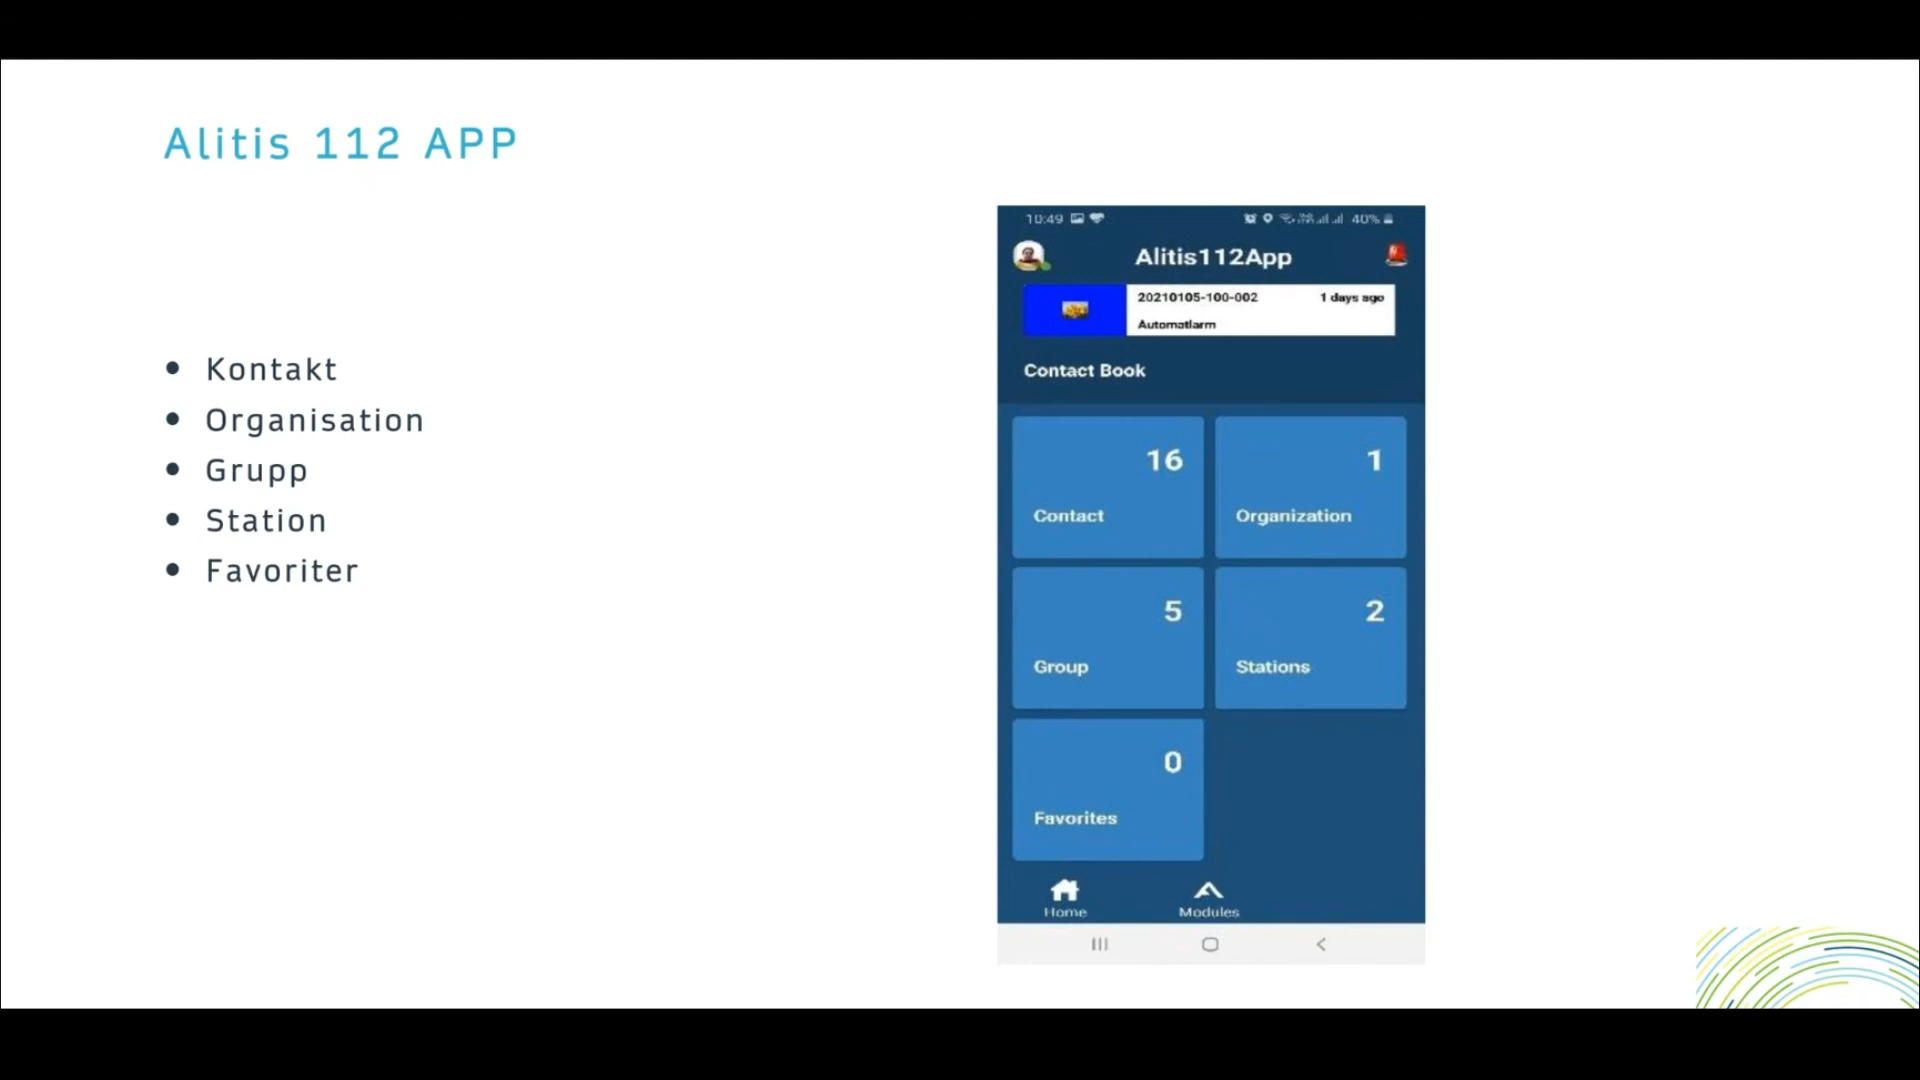 Alitis 112 APP
• Kontakt
• Organisation
• Grupp
• Station
• Favoriter
10:49 40%
Alitis112App
20210105-100-002 1 days ago
Automatlarm
Contact Book
16 1
Contact Organization
5 2
Group Stations
0
Favorites
Home Modules